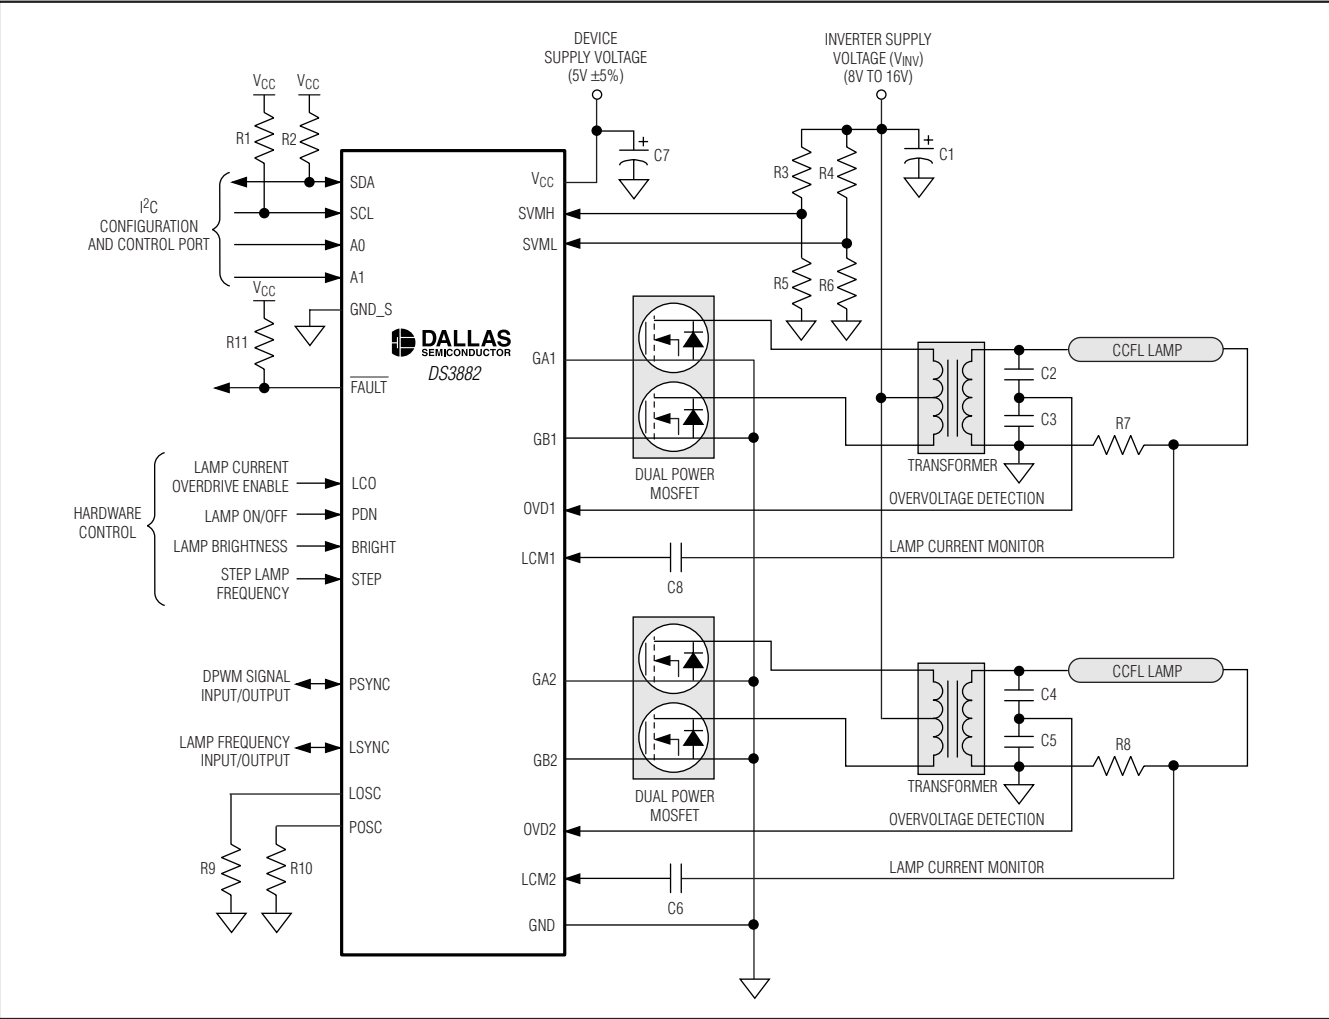 DEVICE
SUPPLY VOLTAGE
(5V ±5%)
INVERTER SUPPLY
VOLTAGE (VINV)
(8V TO 16V)
VCC
VCC
R1
R2
C7
C1
R3
R4
SDA
SCL
A0
A1
I2C
CONFIGURATION
AND CONTROL PORT
VCC
SVMH
SVML
R5
R6
VCC
GND_S
R11
DALLAS
SEMICONDUCTOR
DS3882
FAULT
GA1
GB1
DUAL POWER
MOSFET
CCFL LAMP
C2
C3
R7
TRANSFORMER
LAMP CURRENT
OVERDRIVE ENABLE
LCO
HARDWARE
CONTROL
LAMP ON/OFF
PDN
LAMP BRIGHTNESS
BRIGHT
STEP LAMP
FREQUENCY
STEP
OVD1
OVERVOLTAGE DETECTION
LCM1
LAMP CURRENT MONITOR
C8
DPWM SIGNAL
INPUT/OUTPUT
PSYNC
LAMP FREQUENCY
INPUT/OUTPUT
LSYNC
LOSC
POSC
R9
R10
GA2
GB2
DUAL POWER
MOSFET
CCFL LAMP
C4
C5
R8
TRANSFORMER
OVD2
OVERVOLTAGE DETECTION
LCM2
LAMP CURRENT MONITOR
C6
GND